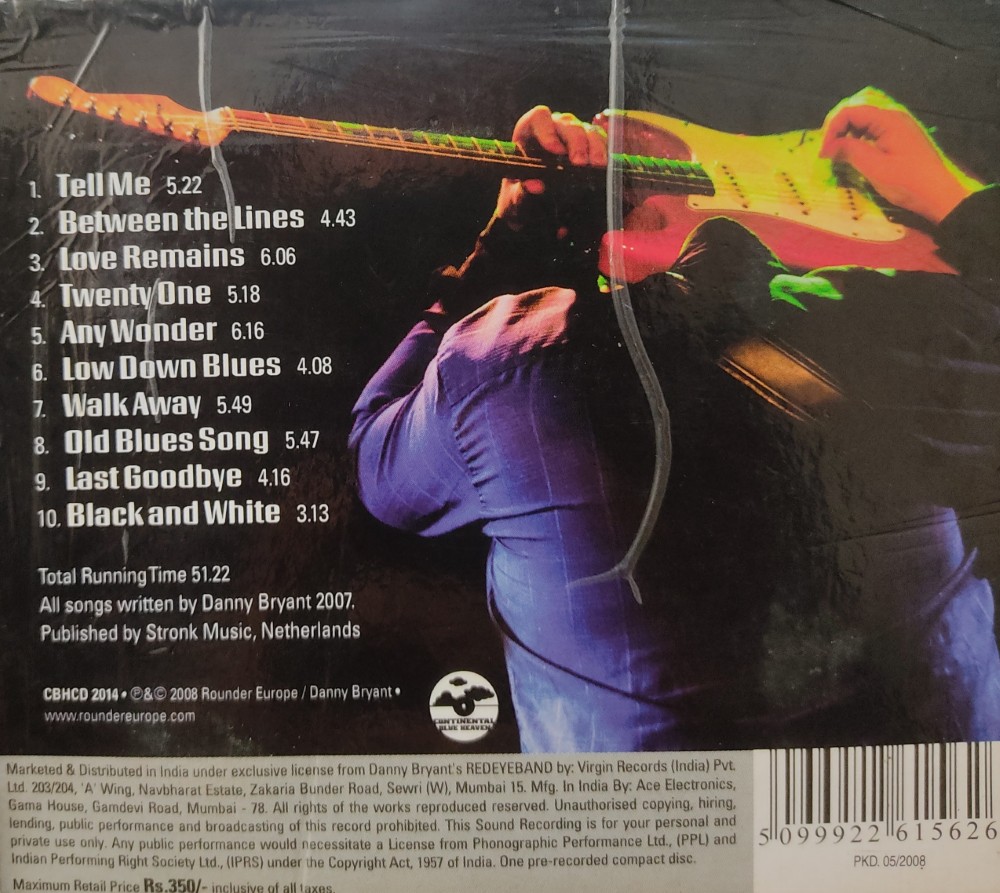 1. Tell Me 5.22
2. Between the Lines 4.43
3. Love Remains 6.06
4. Twenty One 5.18
5. Any Wonder 6.16
6. Low Down Blues 4.08
7. Walk Away 5.49
8. Old Blues Song 5.47
9. Last Goodbye 4.16
10. Black and White 3.13
Total Running Time 51.22
All songs written by Danny Bryant 2007.
Published by Stronk Music, Netherlands
CBHCD 2014 • ℗&© 2008 Rounder Europe / Danny Bryant •
www.roundereurope.com
CONTINENTAL
BLUE HEAVEN
Marketed & Distributed in India under exclusive license from Danny Bryant's REDEYEBAND by: Virgin Records (India) Pvt.
Ltd. 203/204, 'A' Wing, Navbharat Estate, Zakaria Bunder Road, Sewri (W), Mumbai 15. Mfg. In India By: Ace Electronics,
Gama House, Gamdevi Road, Mumbai - 78. All rights of the works reproduced reserved. Unauthorised copying, hiring,
lending, public performance and broadcasting of this record prohibited. This Sound Recording is for your personal and
private use only. Any public performance would necessitate a License from Phonographic Performance Ltd., (PPL) and
Indian Performing Right Society Ltd., (IPRS) under the Copyright Act, 1957 of India. One pre-recorded compact disc.
Maximum Retail Price Rs.350/- inclusive of all taxes.
5 099922 615626
PKD. 05/2008